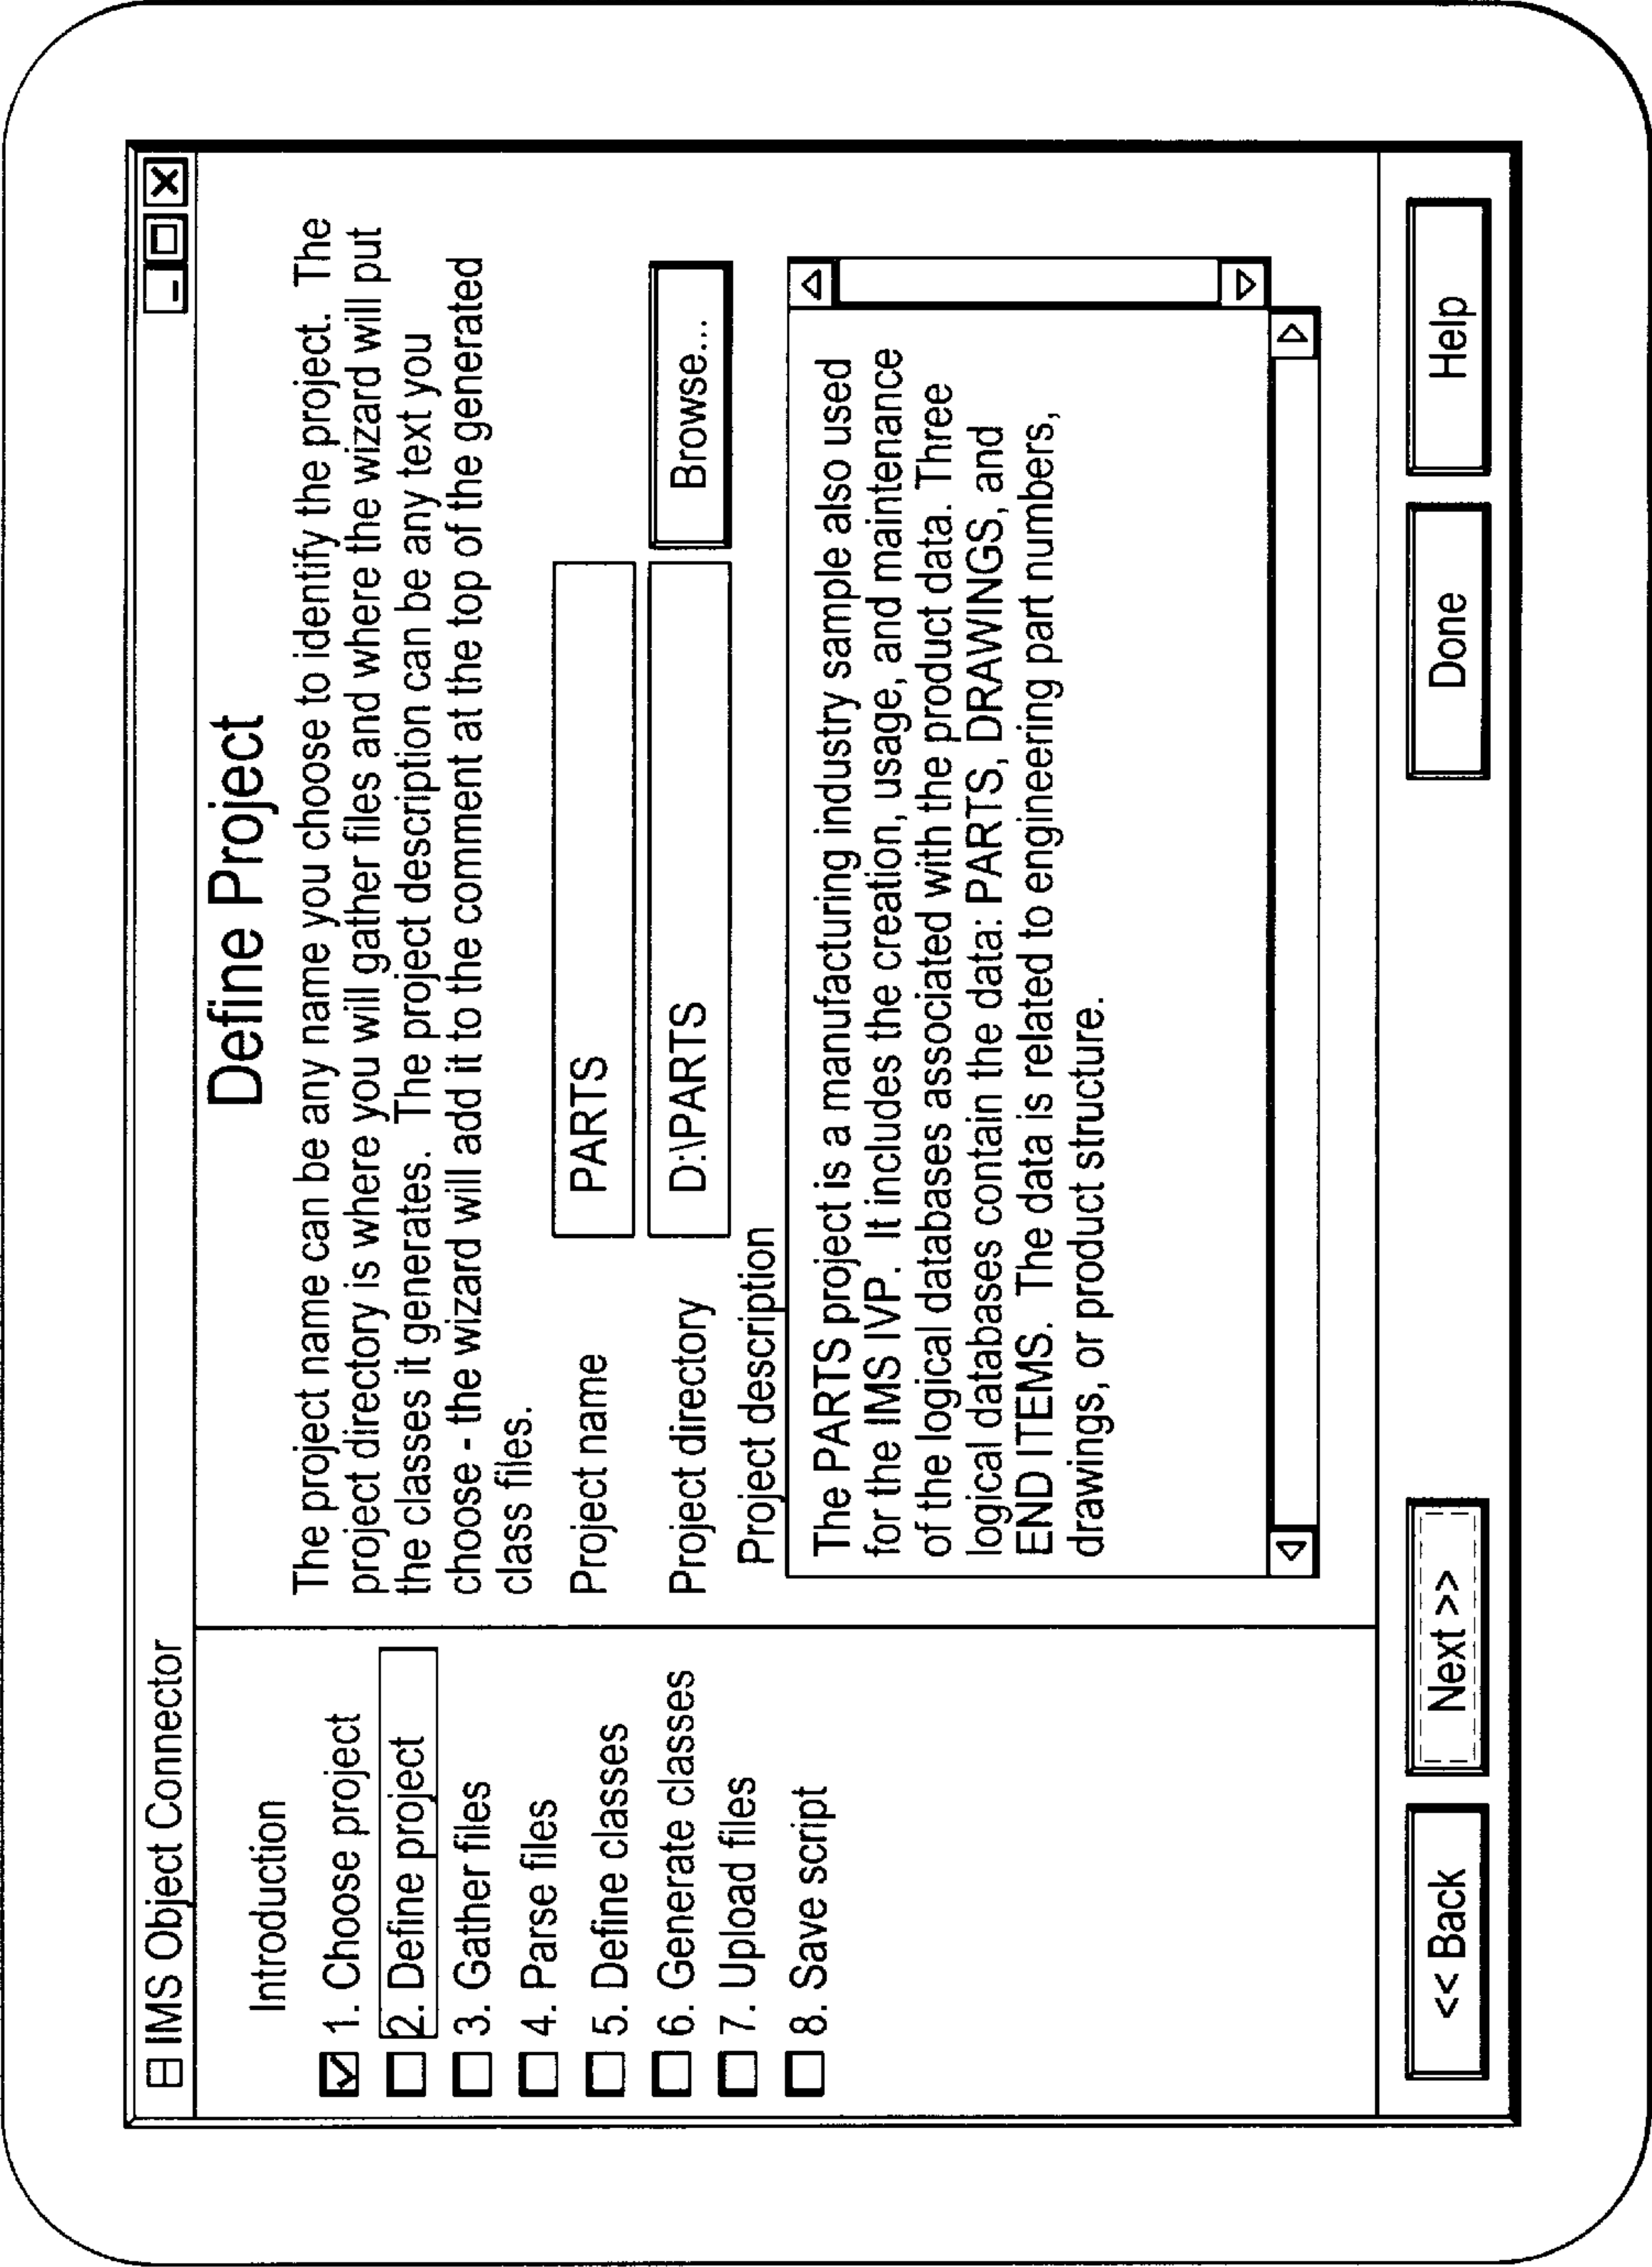 IMS Object Connector
Introduction
1. Choose project
2. Define project
3. Gather files
4. Parse files
5. Define classes
6. Generate classes
7. Upload files
8. Save script
Define Project
The project name can be any name you choose to identify the project. The
project directory is where you will gather files and where the wizard will put
the classes it generates. The project description can be any text you
choose - the wizard will add it to the comment at the top of the generated
class files.
Project name PARTS
Project directory D:\PARTS Browse...
Project description
The PARTS project is a manufacturing industry sample also used
for the IMS IVP. It includes the creation, usage, and maintenance
of the logical databases associated with the product data. Three
logical databases contain the data: PARTS, DRAWINGS, and
END ITEMS. The data is related to engineering part numbers,
drawings, or product structure.
<< Back Next >> Done Help